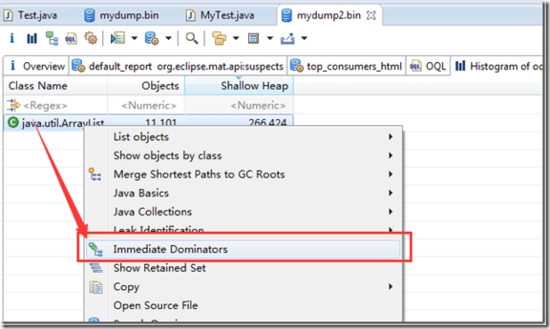 Test.java mydump.bin MyTest.java mydump2.bin
i Overview default_report org.eclipse.mat.api:suspects top_consumers_html OQL Histogram of
Class Name Objects Shallow Heap
<Regex> <Numeric> <Numeric>
java.util.ArrayList 11,101 266,424
List objects
Show objects by class
Merge Shortest Paths to GC Roots
Java Basics
Java Collections
Leak Identification
Immediate Dominators
Show Retained Set
Copy
Open Source File